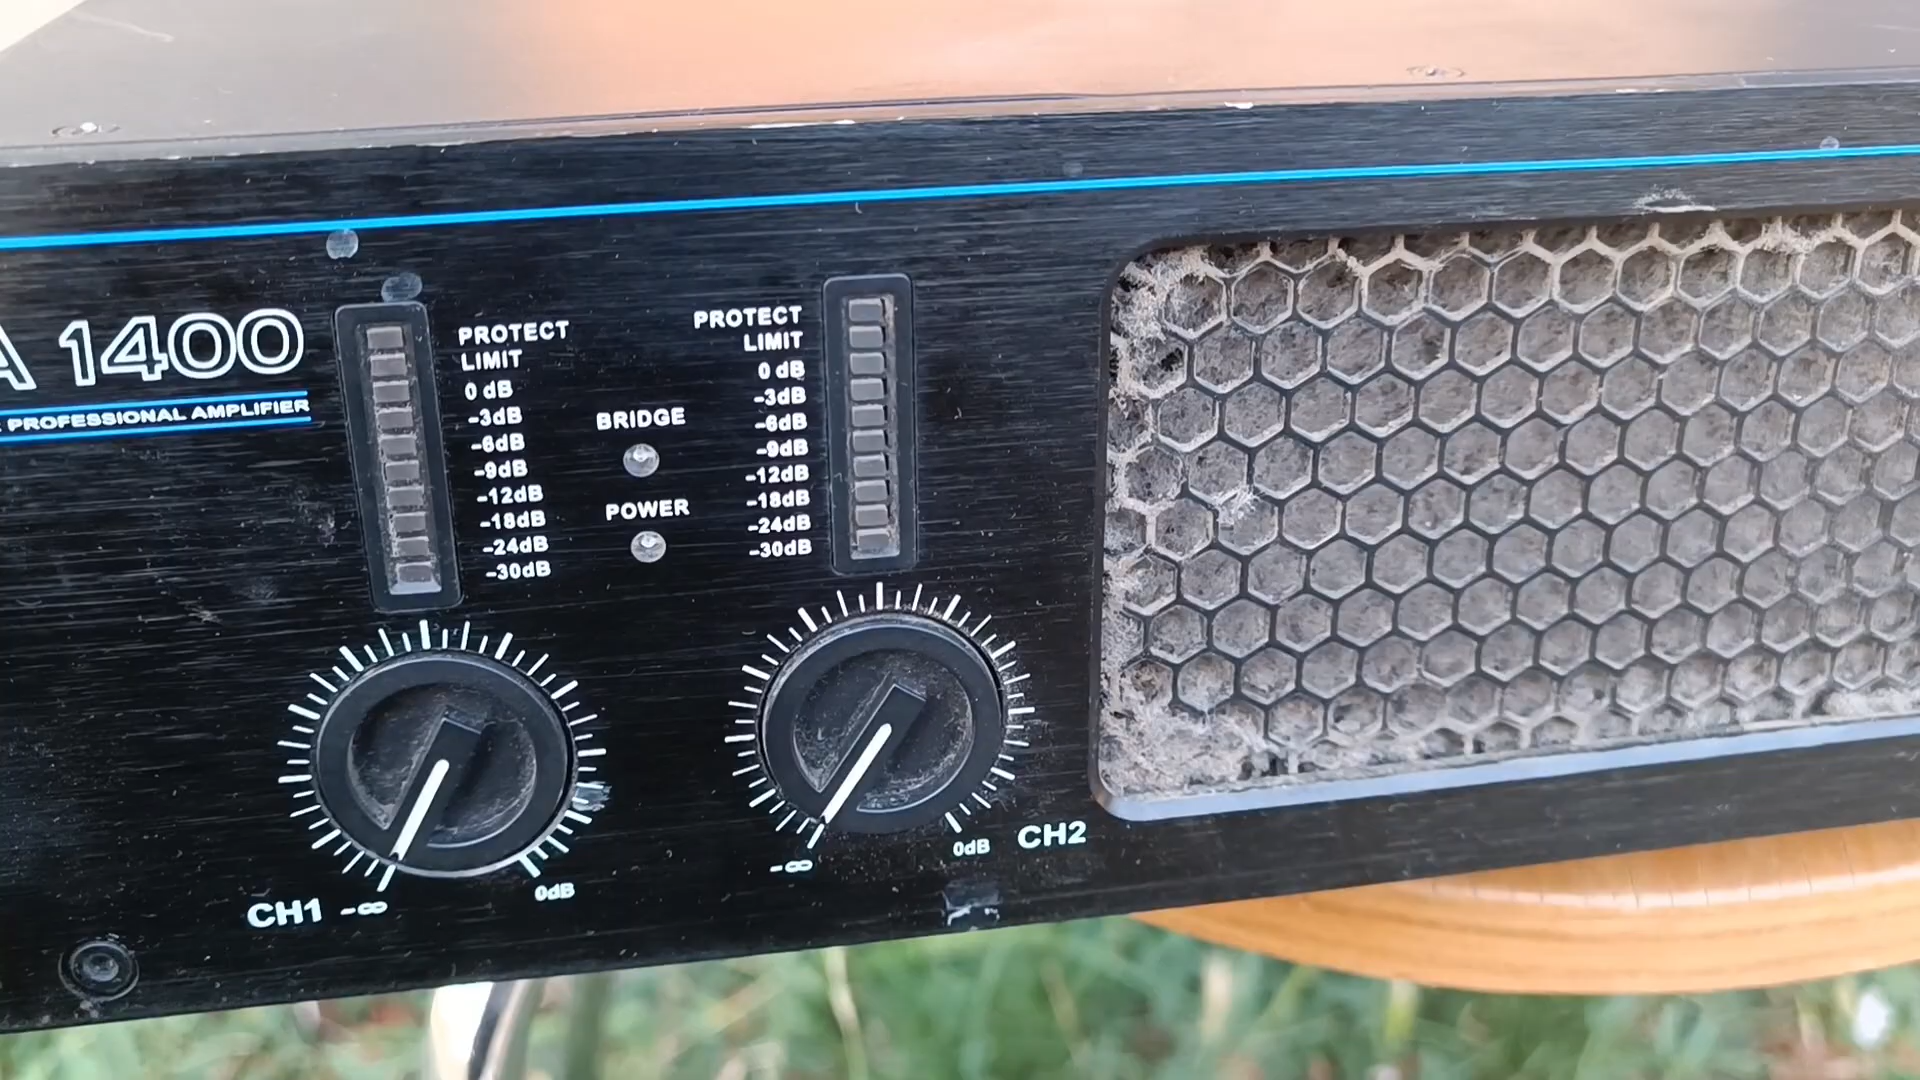 A 1400
PROFESSIONAL AMPLIFIER
PROTECT
LIMIT
0 dB
-3dB
-6dB
-9dB
-12dB
-18dB
-24dB
-30dB
BRIDGE
POWER
PROTECT
LIMIT
0 dB
-3dB
-6dB
-9dB
-12dB
-18dB
-24dB
-30dB
CH1 -∞
0dB
-∞
0dB
CH2